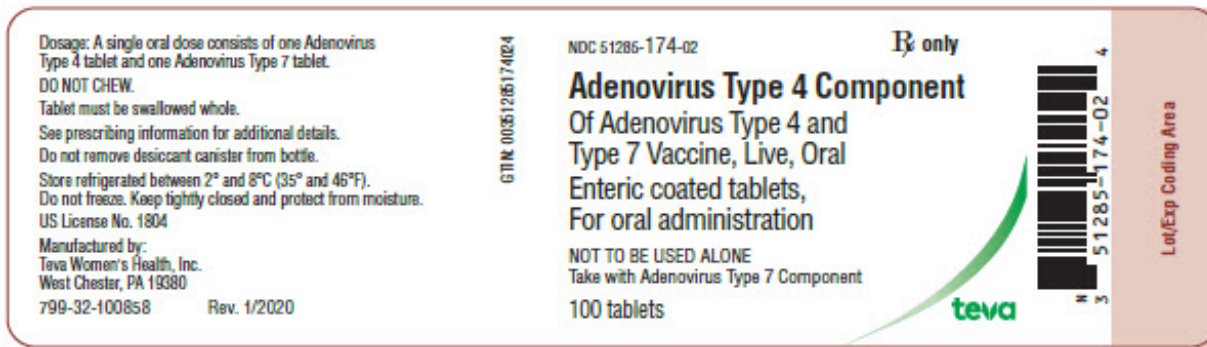 Dosage: A single oral dose consists of one Adenovirus
Type 4 tablet and one Adenovirus Type 7 tablet.
DO NOT CHEW.
Tablet must be swallowed whole.
See prescribing information for additional details.
Do not remove desiccant canister from bottle.
Store refrigerated between 2° and 8°C (35° and 46°F).
Do not freeze. Keep tightly closed and protect from moisture.
US License No. 1804
Manufactured by:
Teva Women's Health, Inc.
West Chester, PA 19380
799-32-100858 Rev. 1/2020
GTIN: 00351285174024
NDC 51285-174-02
℞ only
Adenovirus Type 4 Component
Of Adenovirus Type 4 and
Type 7 Vaccine, Live, Oral
Enteric coated tablets,
For oral administration
NOT TO BE USED ALONE
Take with Adenovirus Type 7 Component
100 tablets
teva
N
3 51285-174-02 4
Lot/Exp Coding Area